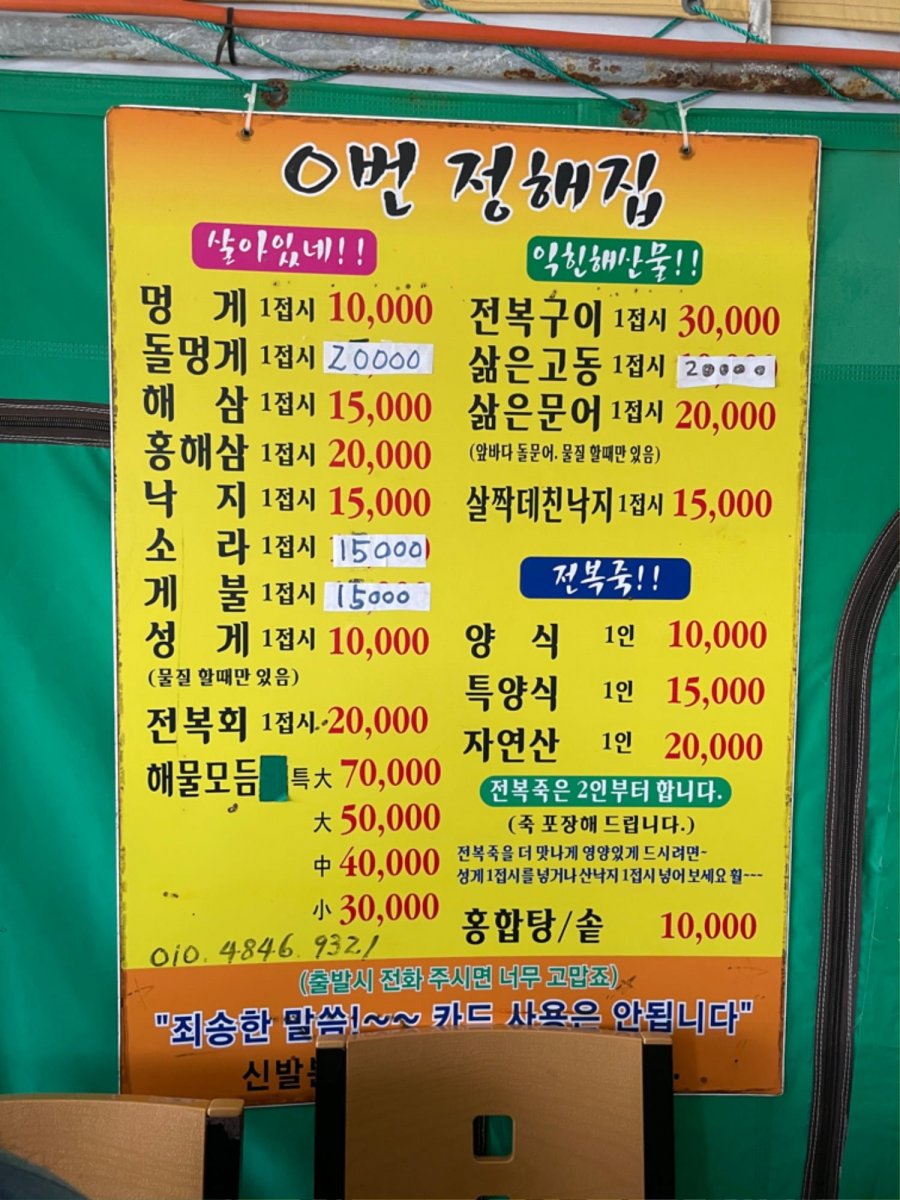 0번 정해집
살아있네!!
멍 게 1접시 10,000
돌멍게 1접시 20000
해 삼 1접시 15,000
홍해삼 1접시 20,000
낙 지 1접시 15,000
소 라 1접시 15000
게 불 1접시 15000
성 게 1접시 10,000
(물질 할때만 있음)
전복회 1접시 20,000
해물모듬 특大 70,000
大 50,000
中 40,000
小 30,000
010. 4846. 9321
익힌해산물!!
전복구이 1접시 30,000
삶은고동 1접시 20000
삶은문어 1접시 20,000
(앞바다 돌문어. 물질 할때만 있음)
살짝데친낙지 1접시 15,000
전복죽!!
양 식 1인 10,000
특양식 1인 15,000
자연산 1인 20,000
전복죽은 2인부터 합니다.
(죽 포장해 드립니다.)
전복죽을 더 맛나게 영양있게 드시려면~
성게 1접시를 넣거나 산낙지 1접시 넣어 보세요 훨~~~
홍합탕/솥 10,000
(출발시 전화 주시면 너무 고맙죠)
"죄송한 말씀!~~ 카드 사용은 안됩니다"
신발